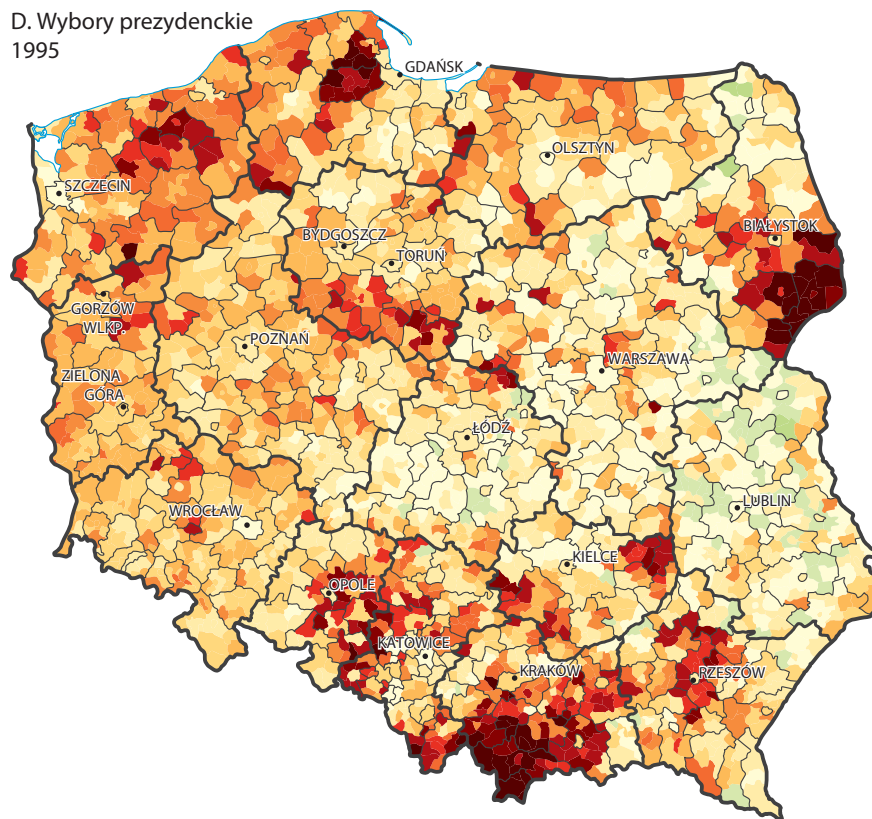 D. Wybory prezydenckie
1995
GDAŃSK
OLSZTYN
SZCZECIN
BIAŁYSTOK
BYDGOSZCZ
TORUŃ
GORZÓW
WLKP.
POZNAŃ
WARSZAWA
ZIELONA
GÓRA
ŁÓDŹ
LUBLIN
WROCŁAW
KIELCE
OPOLE
KATOWICE
KRAKÓW
RZESZÓW